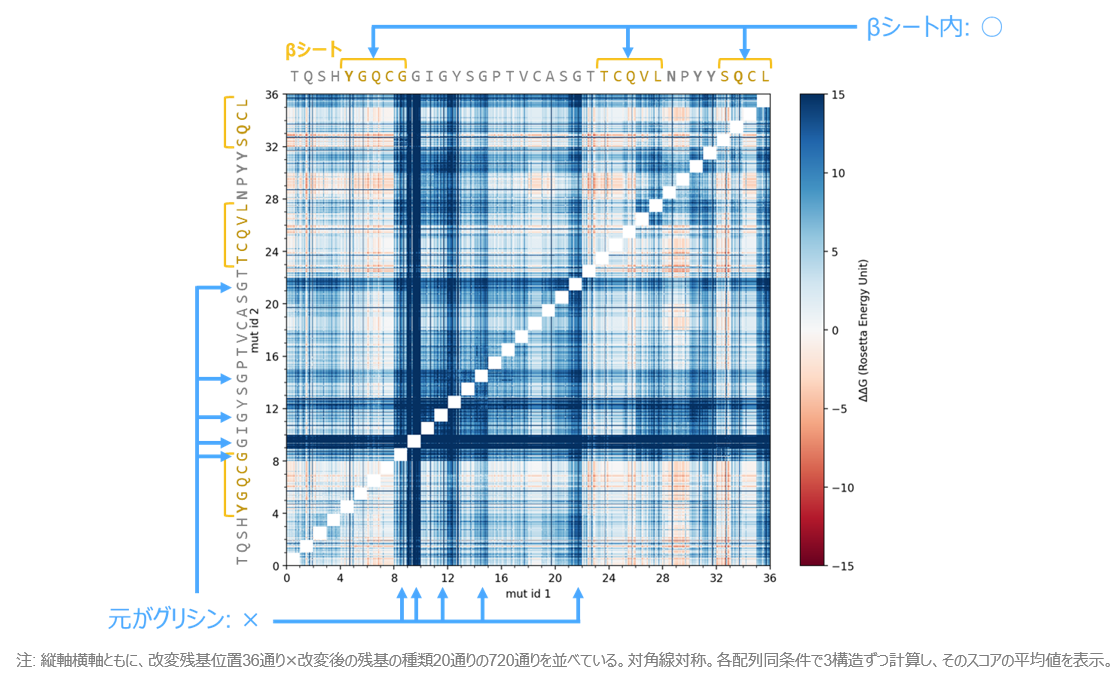 βシート内: ○
βシート
TQSHYGQCGGIGYSGPTVCASGTTCQVLNPYYSQCL
TQSHYGQCGGIGYSGPTVCASGTTCQVLNPYYSQCL
36
32
28
24
20
16
12
8
4
0
mut id 2
0 4 8 12 16 20 24 28 32 36
mut id 1
15
10
5
0
−5
−10
−15
ΔΔG (Rosetta Energy Unit)
元がグリシン: ×
注: 縦軸横軸ともに、改変残基位置36通り×改変後の残基の種類20通りの720通りを並べている。対角線対称。各配列同条件で3構造ずつ計算し、そのスコアの平均値を表示。